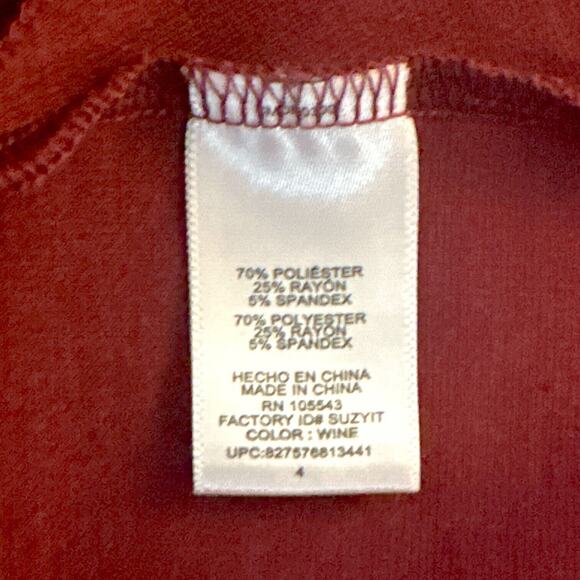 70% POLIÉSTER
25% RAYÓN
5% SPANDEX
70% POLYESTER
25% RAYON
5% SPANDEX
HECHO EN CHINA
MADE IN CHINA
RN 105543
FACTORY ID# SUZYIT
COLOR : WINE
UPC:827576813441
4